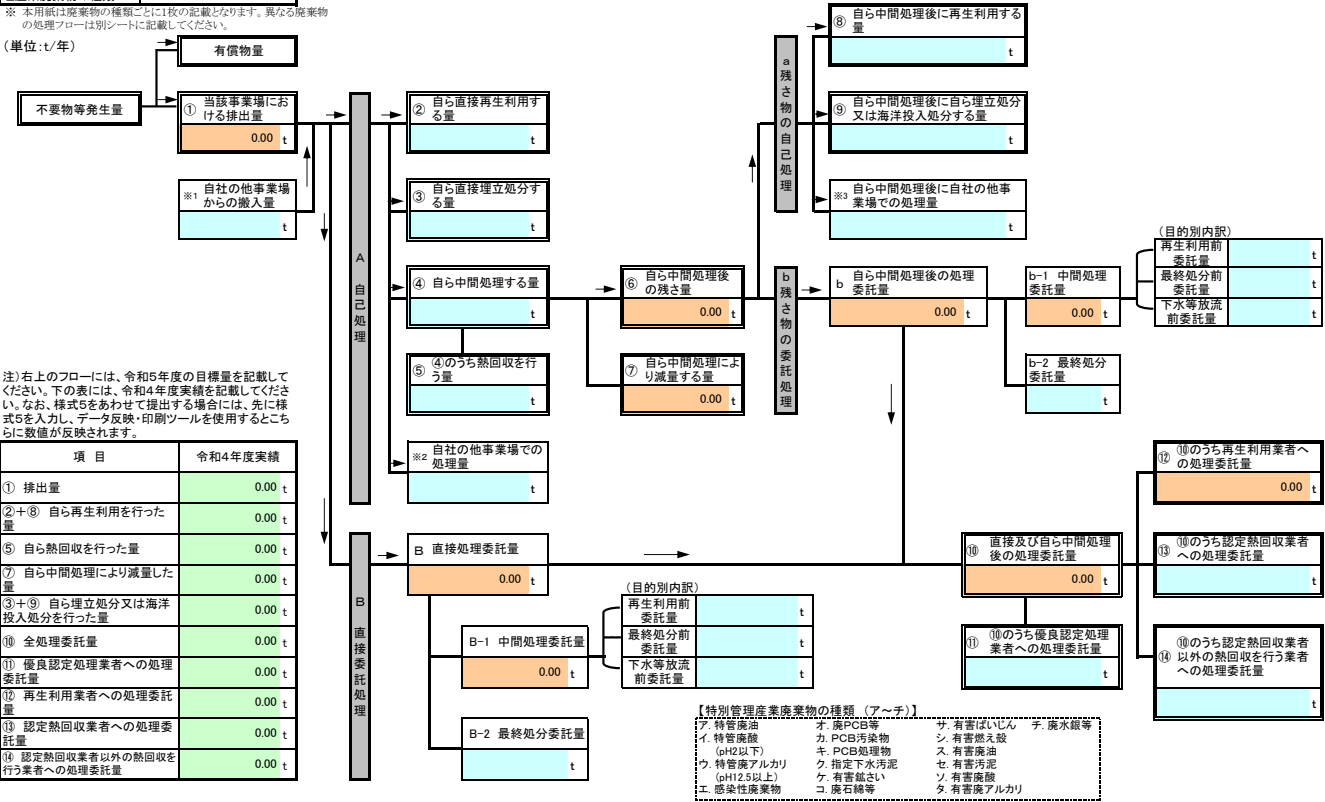 ※ 本用紙は廃棄物の種類ごとに1枚の記載となります。異なる廃棄物
の処理フローは別シートに記載してください。
(単位:t/年)
有償物量
不要物等発生量
① 当該事業場にお
ける排出量
0.00 t
※1 自社の他事業場
からの搬入量
t
A 自己処理
② 自ら直接再生利用す
る量
t
③ 自ら直接埋立処分す
る量
t
④ 自ら中間処理する量
t
⑤ ④のうち熱回収を行
う量
t
※2 自社の他事業場での
処理量
t
⑥ 自ら中間処理後
の残さ量
0.00 t
⑦ 自ら中間処理によ
り減量する量
0.00 t
a 残さ物の自己処理
⑧ 自ら中間処理後に再生利用する
量
t
⑨ 自ら中間処理後に自ら埋立処分
又は海洋投入処分する量
t
※3 自ら中間処理後に自社の他事
業場での処理量
t
b 残さ物の委託処理
b 自ら中間処理後の処理
委託量
0.00 t
b-1 中間処理
委託量
0.00 t
(目的別内訳)
再生利用前
委託量
t
最終処分前
委託量
t
下水等放流
前委託量
t
b-2 最終処分
委託量
t
注)右上のフローには、令和5年度の目標量を記載して
ください。下の表には、令和4年度実績を記載してくださ
い。なお、様式5をあわせて提出する場合には、先に様
式5を入力し、データ反映・印刷ツールを使用するとこち
らに数値が反映されます。
項 目 令和4年度実績
① 排出量 0.00 t
②+⑧ 自ら再生利用を行った
量 0.00 t
⑤ 自ら熱回収を行った量 0.00 t
⑦ 自ら中間処理により減量した
量 0.00 t
③+⑨ 自ら埋立処分又は海洋
投入処分を行った量 0.00 t
⑩ 全処理委託量 0.00 t
⑪ 優良認定処理業者への処理
委託量 0.00 t
⑫ 再生利用業者への処理委託
量 0.00 t
⑬ 認定熱回収業者への処理委
託量 0.00 t
⑭ 認定熱回収業者以外の熱回収を
行う業者への処理委託量 0.00 t
B 直接委託処理
B 直接処理委託量
0.00 t
B-1 中間処理委託量
0.00 t
(目的別内訳)
再生利用前
委託量
t
最終処分前
委託量
t
下水等放流
前委託量
t
B-2 最終処分委託量
t
⑩ 直接及び自ら中間処理
後の処理委託量
0.00 t
⑪ ⑩のうち優良認定処理
業者への処理委託量
t
⑫ ⑩のうち再生利用業者へ
の処理委託量
0.00 t
⑬ ⑩のうち認定熱回収業者
への処理委託量
t
⑭ ⑩のうち認定熱回収業者
以外の熱回収を行う業者
への処理委託量
t
【特別管理産業廃棄物の種類 (ア~チ)】
ア. 特管廃油 オ. 廃PCB等 サ. 有害ばいじん チ. 廃水銀等
イ. 特管廃酸 カ. PCB汚染物 シ. 有害燃え殻
(pH2以下) キ. PCB処理物 ス. 有害廃油
ウ. 特管廃アルカリ ク. 指定下水汚泥 セ. 有害汚泥
(pH12.5以上) ケ. 有害鉱さい ソ. 有害廃酸
エ. 感染性廃棄物 コ. 廃石綿等 タ. 有害廃アルカリ